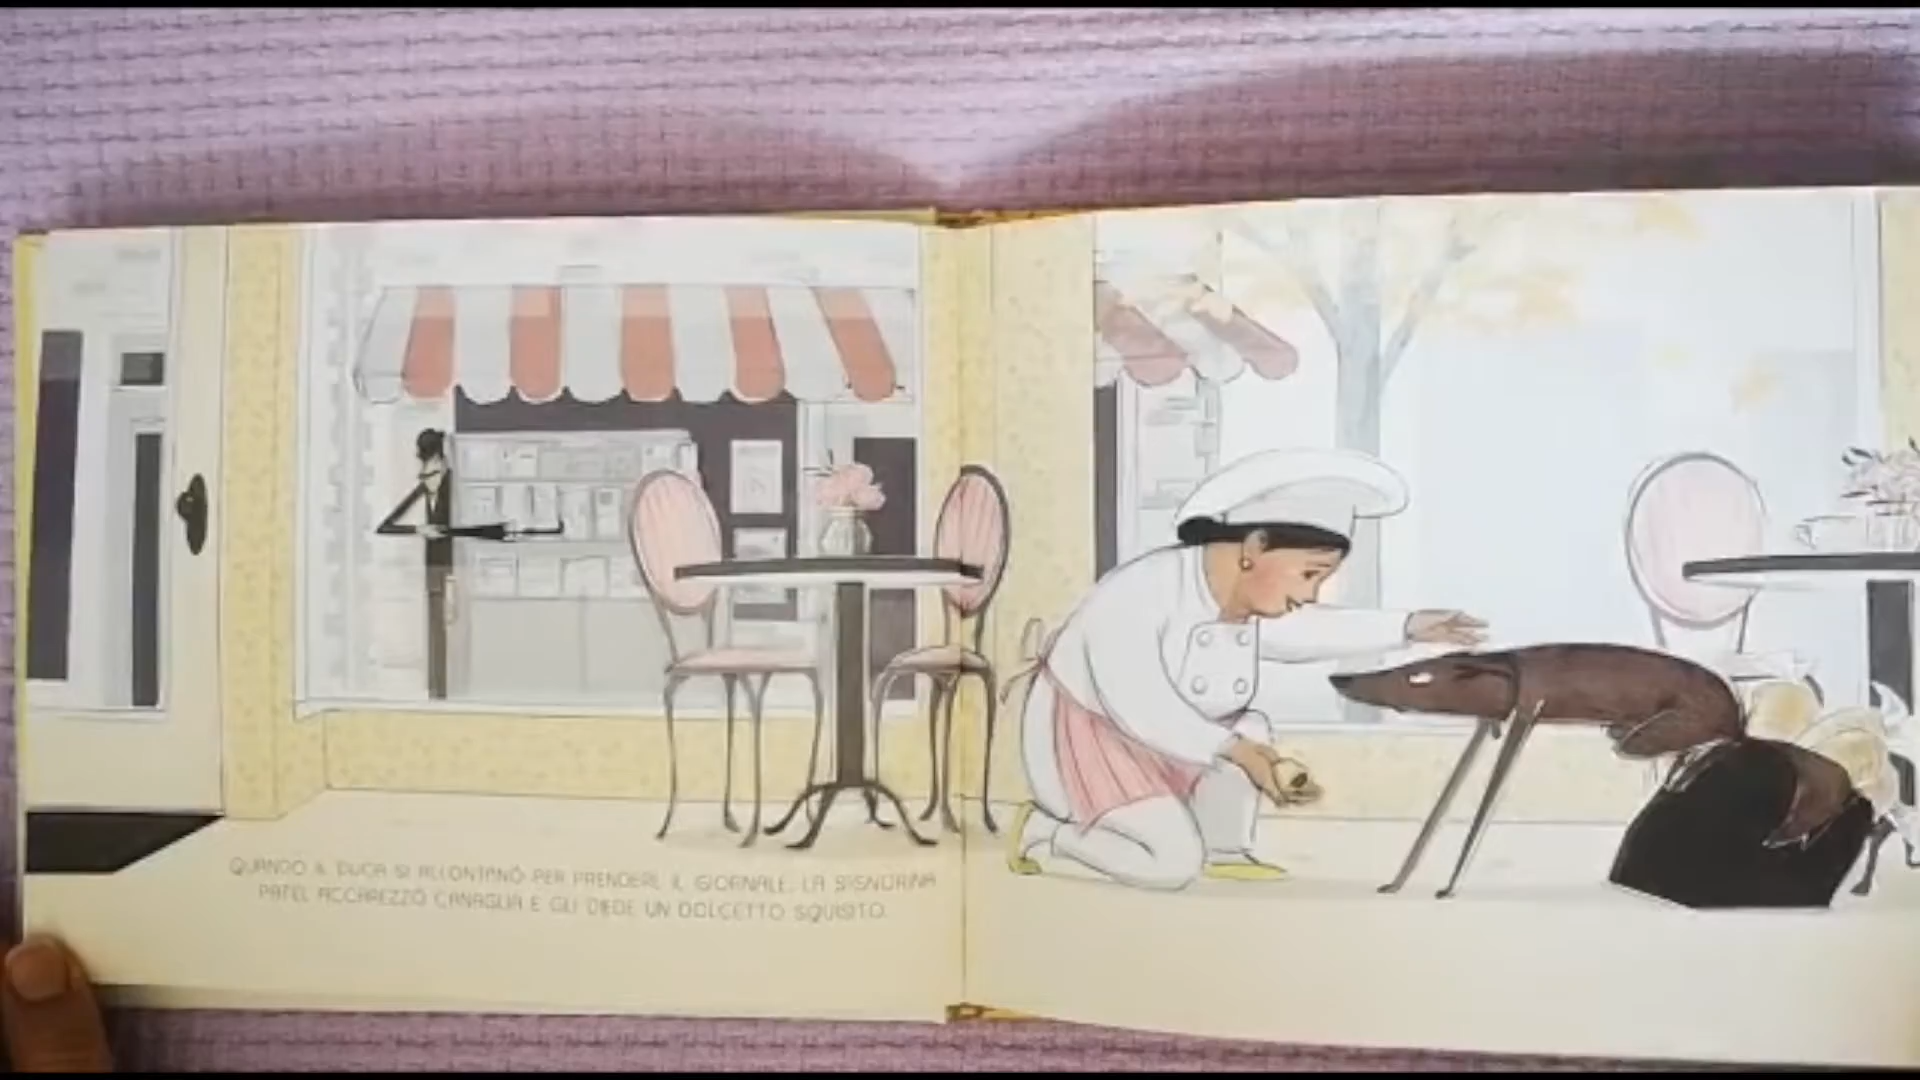 QUANDO IL DUCA SI ALLONTANÒ PER PRENDERE IL GIORNALE, LA SIGNORINA
PATEL ACCAREZZÒ CANAGLIA E GLI DIEDE UN DOLCETTO SQUISITO.